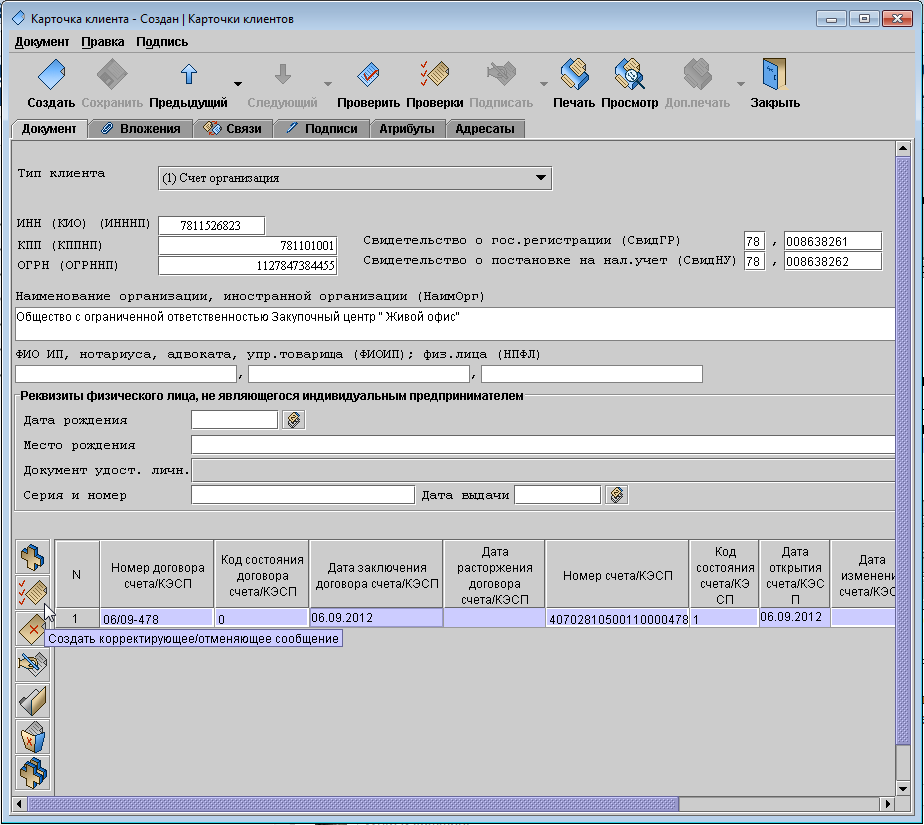 Карточка клиента - Создан | Карточки клиентов
Документ Правка Подпись
Создать Сохранить Предыдущий Следующий Проверить Проверки Подписать Печать Просмотр Доп.печать Закрыть
Документ Вложения Связи Подписи Атрибуты Адресаты
Тип клиента (1) Счет организация
ИНН (КИО) (ИНННП) 7811526823
КПП (КППНП) 781101001 Свидетельство о гос.регистрации (СвидГР) 78 , 008638261
ОГРН (ОГРННП) 1127847384455 Свидетельство о постановке на нал.учет (СвидНУ) 78 , 008638262
Наименование организации, иностранной организации (НаимОрг)
Общество с ограниченной ответственностью Закупочный центр " Живой офис"
ФИО ИП, нотариуса, адвоката, упр.товарища (ФИОИП); физ.лица (НПФЛ)
, ,
Реквизиты физического лица, не являющегося индивидуальным предпринимателем
Дата рождения
Место рождения
Документ удост. личн.
Серия и номер Дата выдачи
N
Номер договора
счета/КЭСП
Код состояния
договора
счета/КЭСП
Дата заключения
договора счета/КЭСП
Дата
расторжения
договора
счета/КЭСП
Номер счета/КЭСП
Код
состояния
счета/КЭ
СП
Дата
открытия
счета/КЭС
П
Дата
изменени
счета/КЭС
1 06/09-478 0 06.09.2012 40702810500110000478 1 06.09.2012
Создать корректирующее/отменяющее сообщение